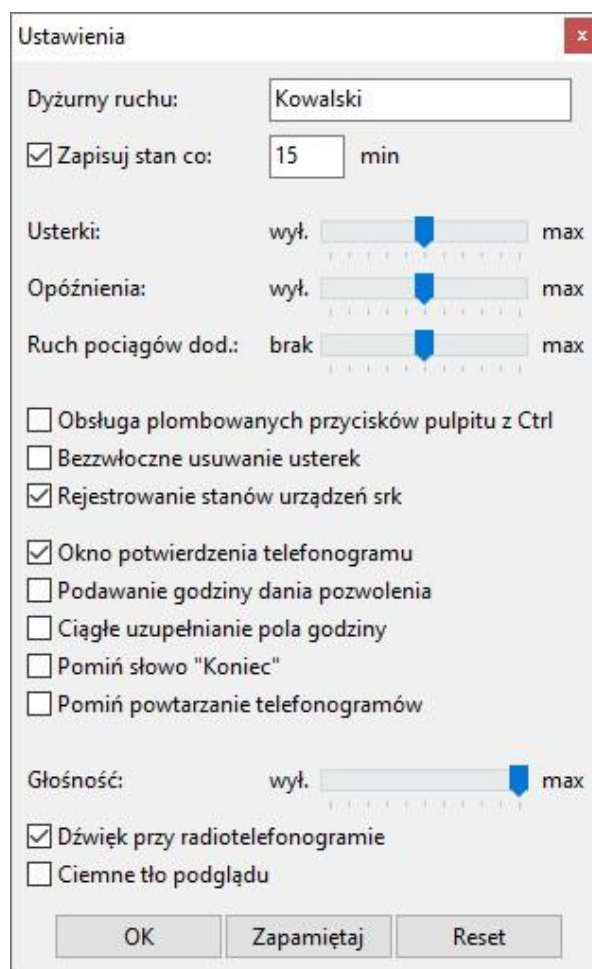 Ustawienia x
Dyżurny ruchu: Kowalski
Zapisuj stan co: 15 min
Usterki: wył. max
Opóźnienia: wył. max
Ruch pociągów dod.: brak max
Obsługa plombowanych przycisków pulpitu z Ctrl
Bezzwłoczne usuwanie usterek
Rejestrowanie stanów urządzeń srk
Okno potwierdzenia telefonogramu
Podawanie godziny dania pozwolenia
Ciągłe uzupełnianie pola godziny
Pomiń słowo "Koniec"
Pomiń powtarzanie telefonogramów
Głośność: wył. max
Dźwięk przy radiotelefonogramie
Ciemne tło podglądu
OK Zapamiętaj Reset